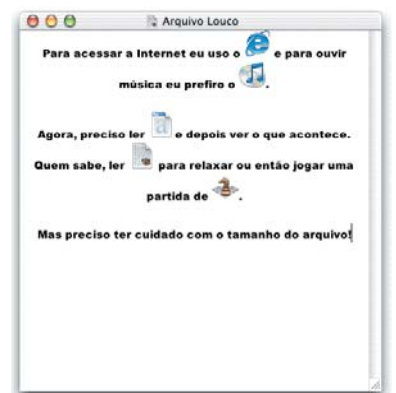 Arquivo Louco
Para acessar a Internet eu uso o e para ouvir
música eu prefiro o .
Agora, preciso ler e depois ver o que acontece.
Quem sabe, ler para relaxar ou então jogar uma
partida de .
Mas preciso ter cuidado com o tamanho do arquivo!